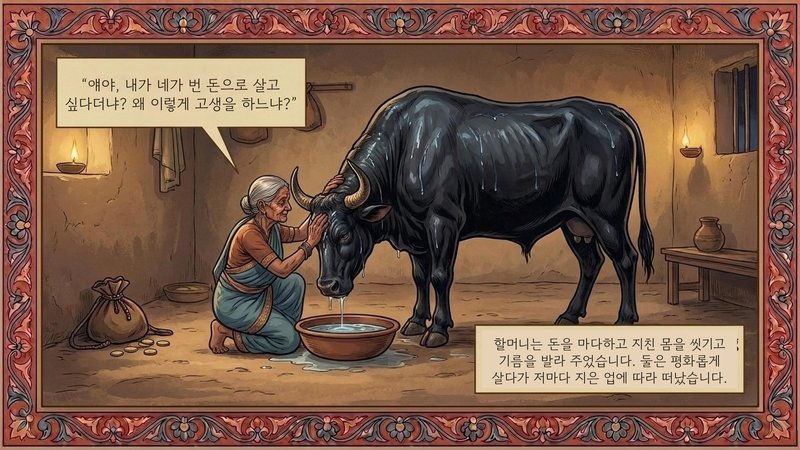 “얘야, 내가 네가 번 돈으로 살고
싶다더냐? 왜 이렇게 고생을 하느냐?”
할머니는 돈을 마다하고 지친 몸을 씻기고
기름을 발라 주었습니다. 둘은 평화롭게
살다가 저마다 지은 업에 따라 떠났습니다.